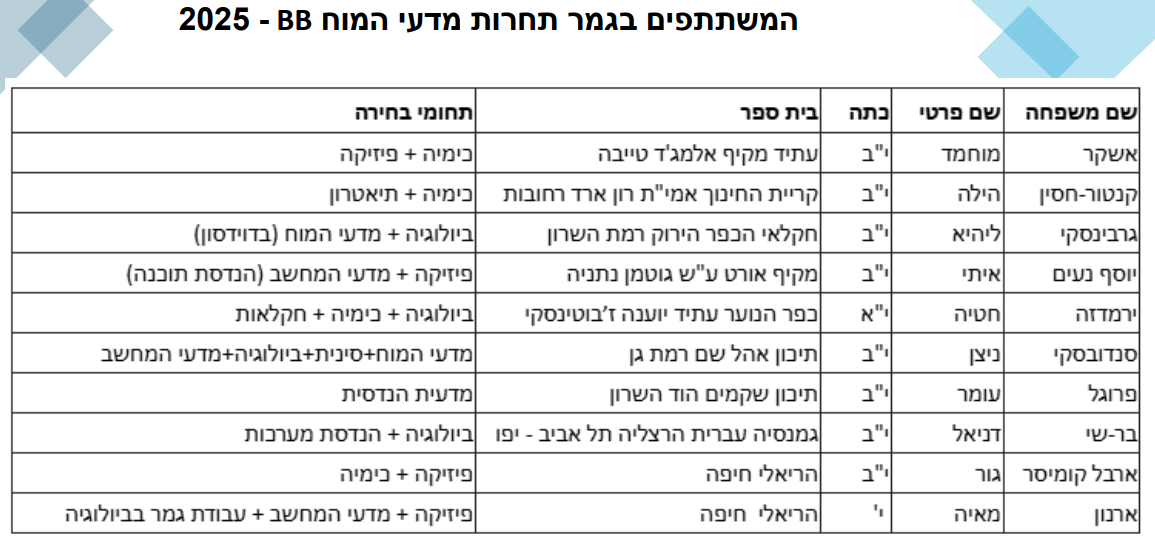 המשתתפים בגמר תחרות מדעי המוח BB - 2025
שם משפחה שם פרטי כתה בית ספר תחומי בחירה
אשקר מוחמד י"ב עתיד מקיף אלמג'ד טייבה כימיה + פיזיקה
קנטור-חסין הילה י"ב קריית החינוך אמי"ת רון ארד רחובות כימיה + תיאטרון
גרבינסקי ליהיא י"ב חקלאי הכפר הירוק רמת השרון ביולוגיה + מדעי המוח (בדוידסון)
יוסף נעים איתי י"ב מקיף אורט ע"ש גוטמן נתניה פיזיקה + מדעי המחשב (הנדסת תוכנה)
ירמדזה חטיה י"א כפר הנוער עתיד יוענה ז'בוטינסקי ביולוגיה + כימיה + חקלאות
סנדובסקי ניצן י"ב תיכון אהל שם רמת גן מדעי המוח+סינית+ביולוגיה+מדעי המחשב
פרוגל עומר י"ב תיכון שקמים הוד השרון מדעית הנדסית
בר-שי דניאל י"ב גמנסיה עברית הרצליה תל אביב - יפו ביולוגיה + הנדסת מערכות
ארבל קומיסר גור י"ב הריאלי חיפה פיזיקה + כימיה
ארנון מאיה י' הריאלי חיפה פיזיקה + מדעי המחשב + עבודת גמר בביולוגיה